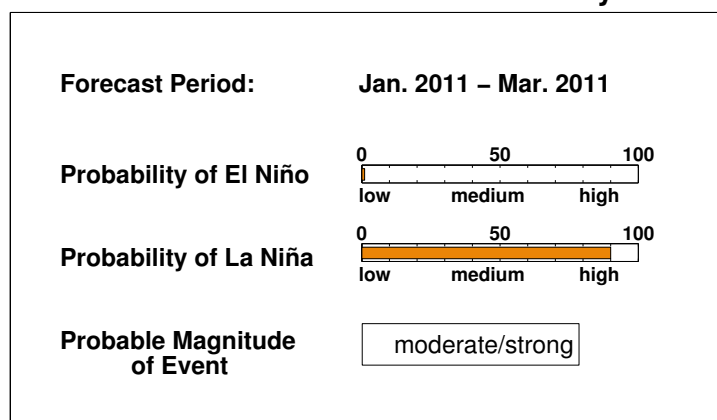 Forecast Period: Jan. 2011 – Mar. 2011
0 50 100
Probability of El Niño
low medium high
0 50 100
Probability of La Niña
low medium high
Probable Magnitude
of Event
moderate/strong